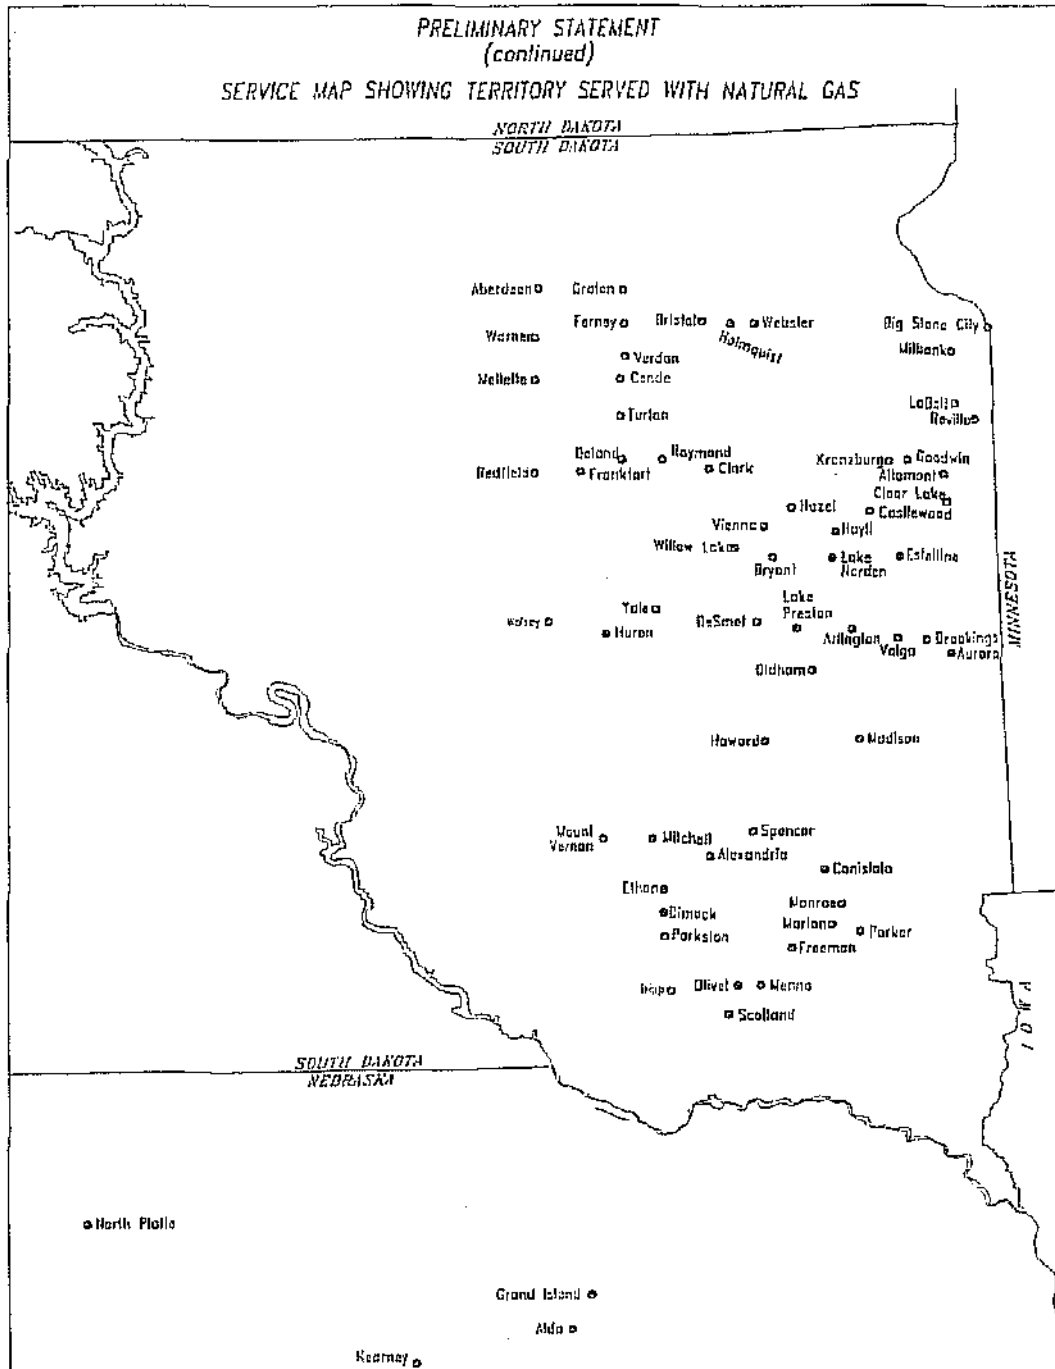 PRELIMINARY STATEMENT
(continued)
SERVICE MAP SHOWING TERRITORY SERVED WITH NATURAL GAS
NORTH DAKOTA
SOUTH DAKOTA
Aberdeen
Groton
Ferney
Bristol
Holmquist
Webster
Big Stone City
Warner
Milbank
Verdon
Mellette
Conde
LaBolt
Revillo
Turton
Doland
Raymond
Kranzburg
Goodwin
Redfield
Frankfort
Clark
Altamont
Clear Lake
Hazel
Castlewood
Vienna
Hayti
Willow Lake
Bryant
Lake
Norden
Estelline
MINNESOTA
Yale
Lake
Preston
Wolsey
Huron
DeSmet
Arlington
Volga
Brookings
Aurora
Oldham
Howard
Madison
Mount
Vernon
Mitchell
Spencer
Alexandria
Canistota
Ethan
Dimock
Monroe
Marion
Parker
Parkston
Freeman
Tripp
Olivet
Menno
Scotland
IOWA
SOUTH DAKOTA
NEBRASKA
North Platte
Grand Island
Alda
Kearney